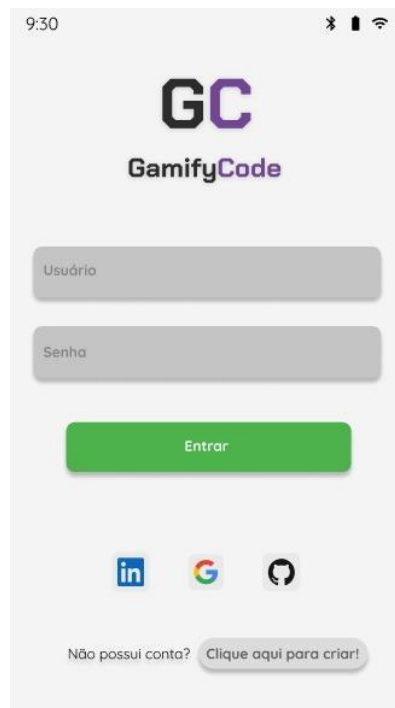 9:30
GC
GamifyCode
Usuário
Senha
Entrar
in
G
Não possui conta? Clique aqui para criar!